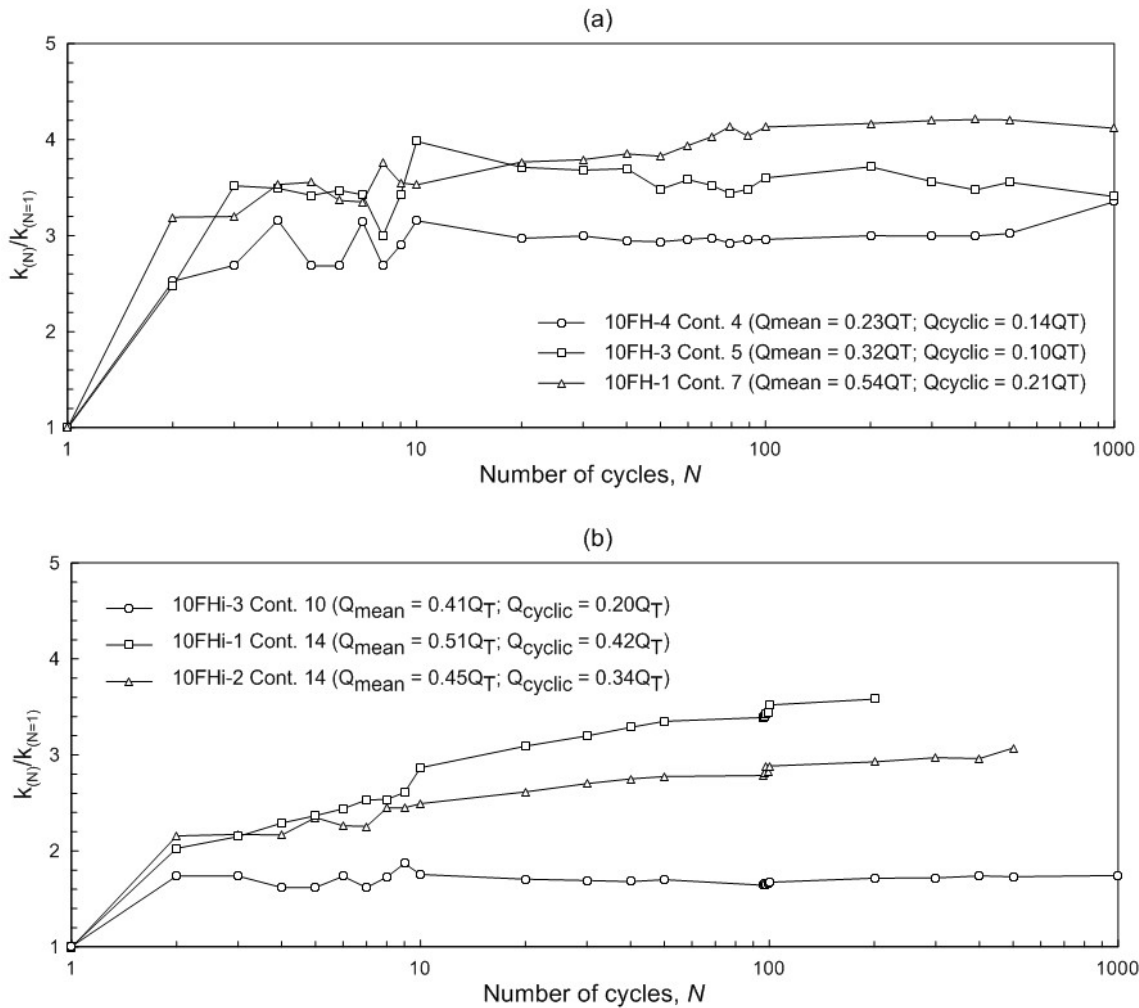 (a)
5
4
3
2
1
k(N)/k(N=1)
10FH-4 Cont. 4 (Qmean = 0.23QT; Qcyclic = 0.14QT)
10FH-3 Cont. 5 (Qmean = 0.32QT; Qcyclic = 0.10QT)
10FH-1 Cont. 7 (Qmean = 0.54QT; Qcyclic = 0.21QT)
1 10 100 1000
Number of cycles, N
(b)
5
4
3
2
1
k(N)/k(N=1)
10FHi-3 Cont. 10 (Qmean = 0.41QT; Qcyclic = 0.20QT)
10FHi-1 Cont. 14 (Qmean = 0.51QT; Qcyclic = 0.42QT)
10FHi-2 Cont. 14 (Qmean = 0.45QT; Qcyclic = 0.34QT)
1 10 100 1000
Number of cycles, N